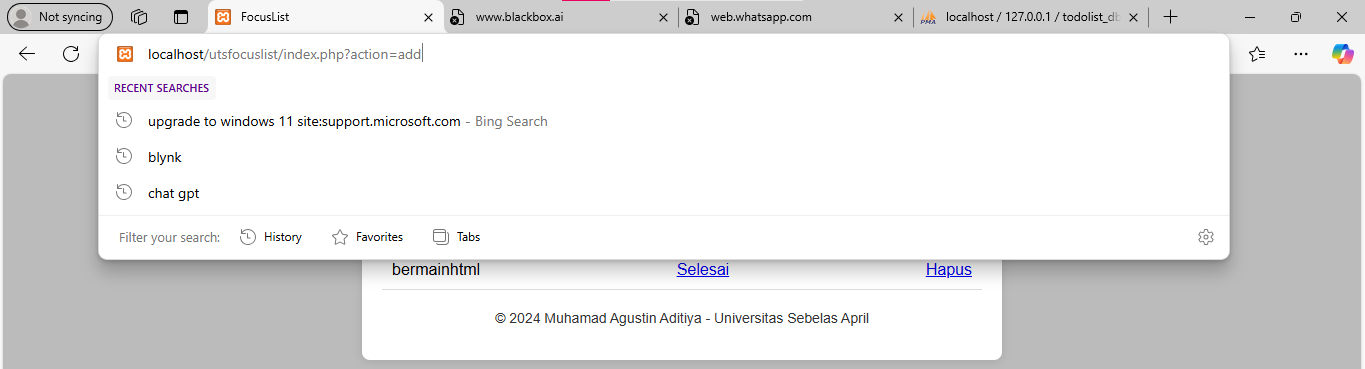 Not syncing
FocusList
www.blackbox.ai
web.whatsapp.com
PMA
localhost / 127.0.0.1 / todolist_db
localhost/utsfocuslist/index.php?action=add
RECENT SEARCHES
upgrade to windows 11 site:support.microsoft.com - Bing Search
blynk
chat gpt
Filter your search:
History
Favorites
Tabs
bermainhtml
Selesai
Hapus
© 2024 Muhamad Agustin Aditiya - Universitas Sebelas April